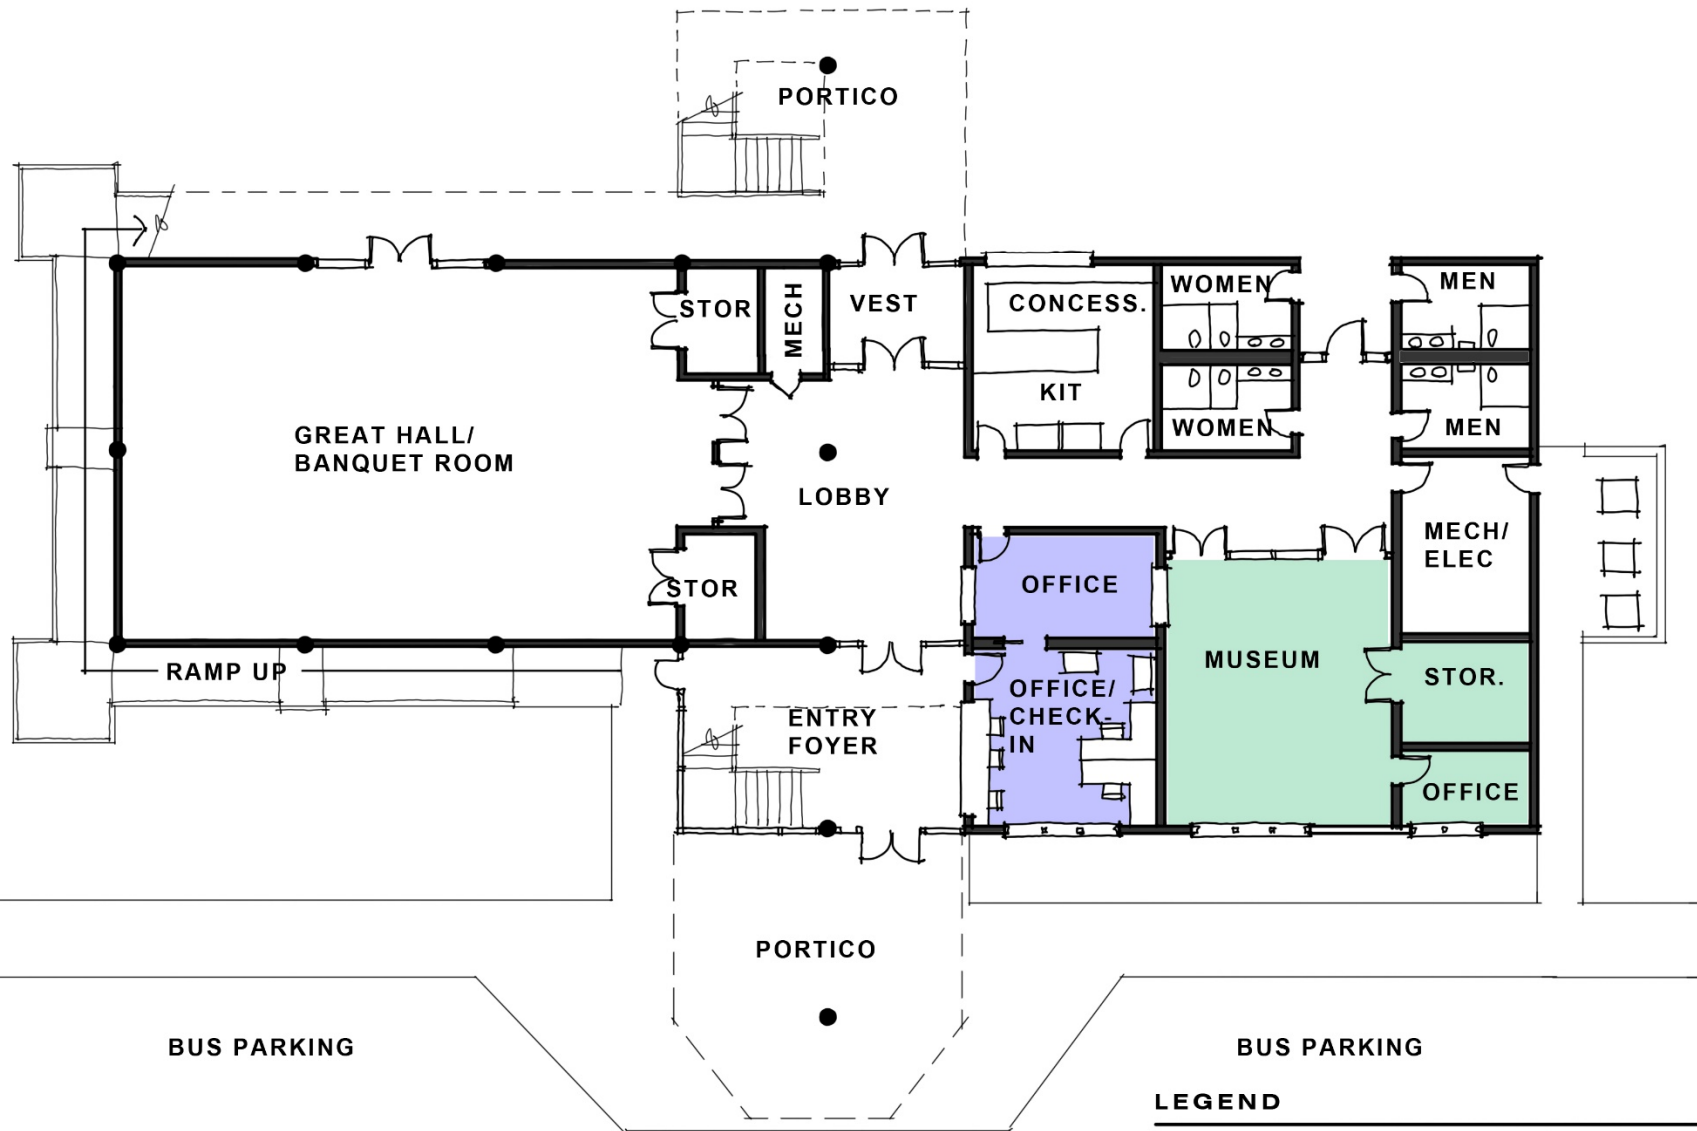 PORTICO
STOR
MECH
VEST
CONCESS.
KIT
WOMEN
MEN
WOMEN
MEN
GREAT HALL/
BANQUET ROOM
LOBBY
MECH/
ELEC
STOR
OFFICE
RAMP UP
ENTRY
FOYER
OFFICE/
CHECK-
IN
MUSEUM
STOR.
OFFICE
PORTICO
BUS PARKING
BUS PARKING
LEGEND